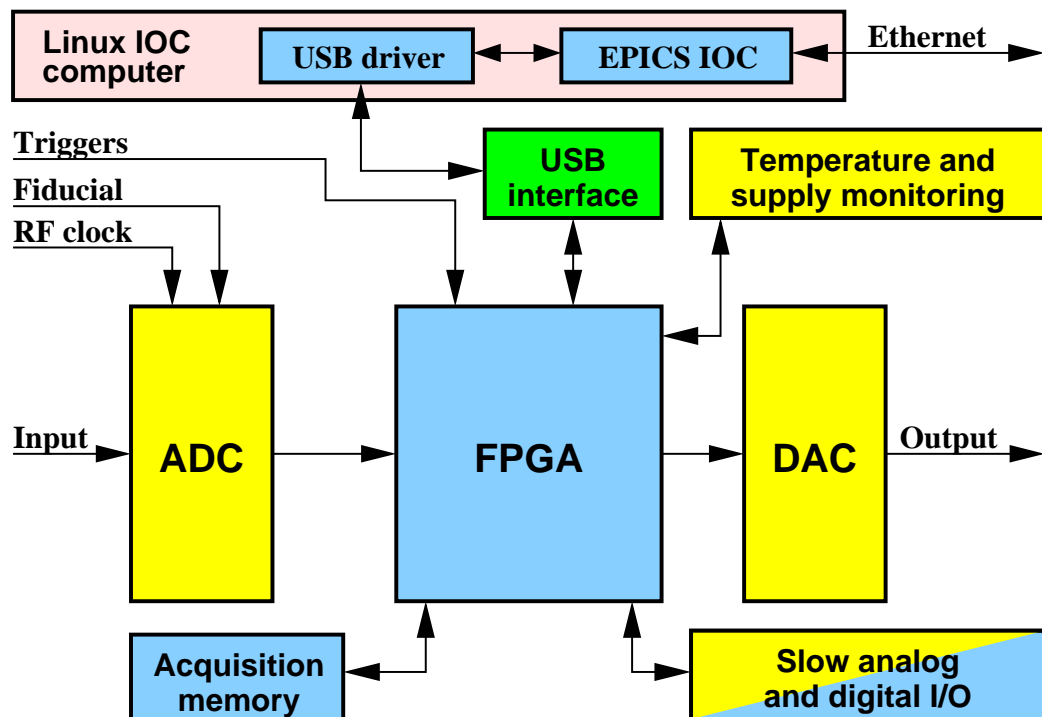 Linux IOC
computer
USB driver
EPICS IOC
Ethernet
Triggers
Fiducial
RF clock
USB
interface
Temperature and
supply monitoring
Input
ADC
FPGA
DAC
Output
Acquisition
memory
Slow analog
and digital I/O